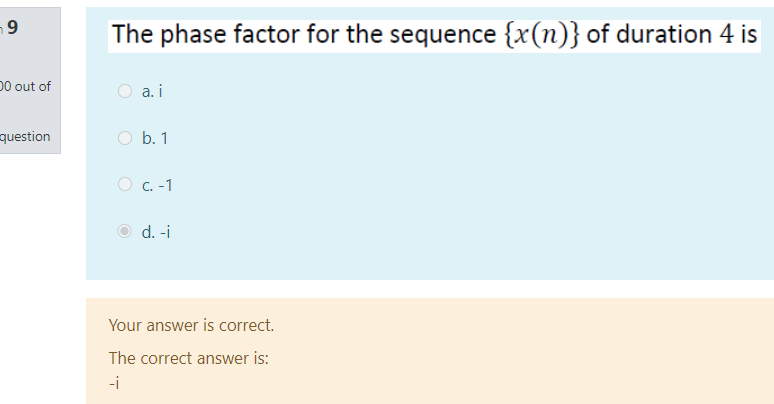 9
The phase factor for the sequence {x(n)} of duration 4 is
00 out of
a. i
question
b. 1
c. -1
d. -i
Your answer is correct.
The correct answer is:
-i